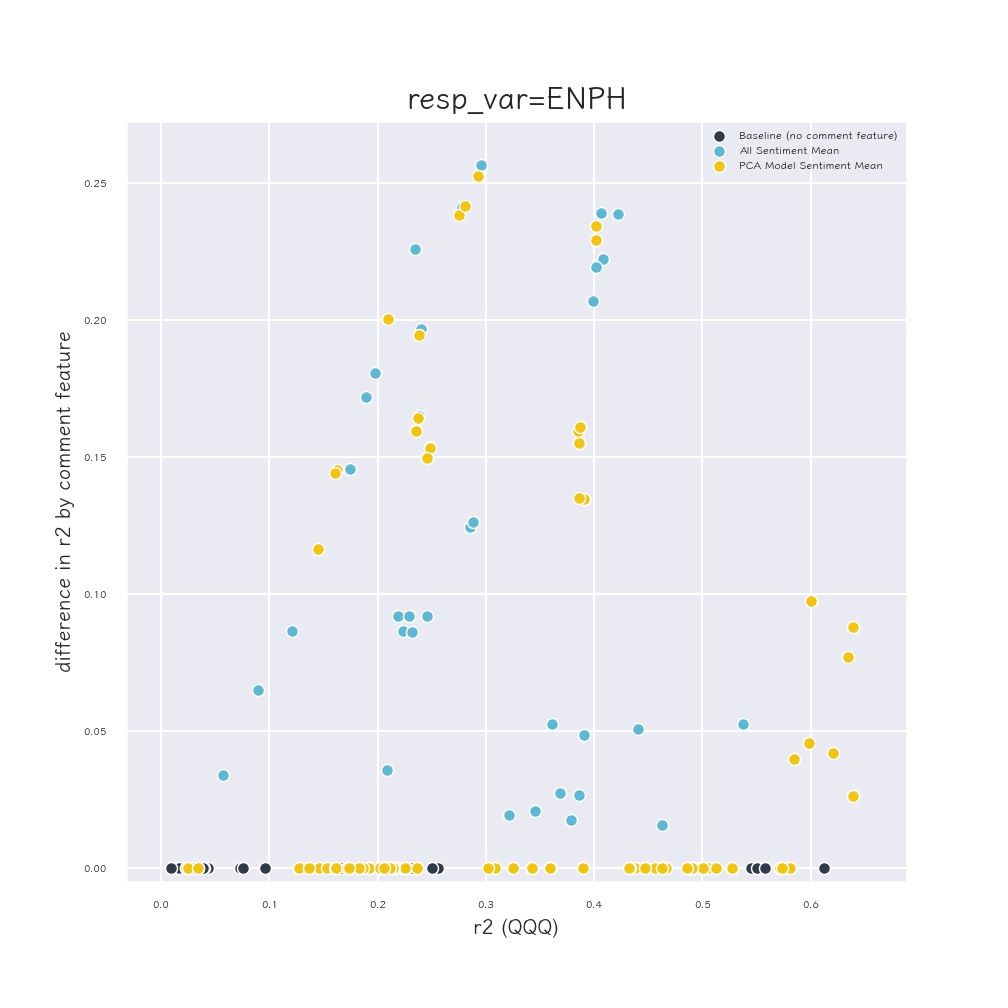 resp_var=ENPH
Baseline (no comment feature)
All Sentiment Mean
PCA Model Sentiment Mean
difference in r2 by comment feature
0.25
0.20
0.15
0.10
0.05
0.00
0.0 0.1 0.2 0.3 0.4 0.5 0.6
r2 (QQQ)